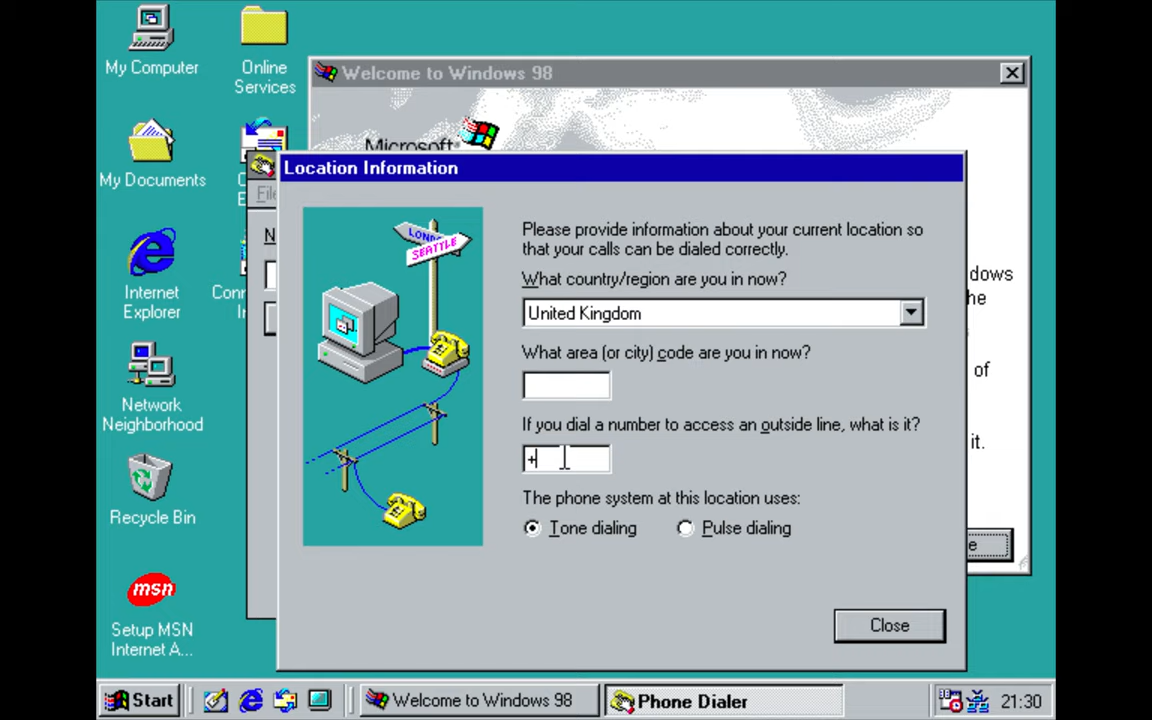 My Computer
Online
Services
Welcome to Windows 98
Microsoft
My Documents
Location Information
File
LONDON
SEATTLE
Please provide information about your current location so
that your calls can be dialed correctly.
What country/region are you in now?
United Kingdom
What area (or city) code are you in now?
If you dial a number to access an outside line, what is it?
+
The phone system at this location uses:
Tone dialing
Pulse dialing
Close
N
dows
he
of
it.
e
Internet
Explorer
Conn
Network
Neighborhood
Recycle Bin
msn
Setup MSN
Internet A...
Start
Welcome to Windows 98
Phone Dialer
21:30